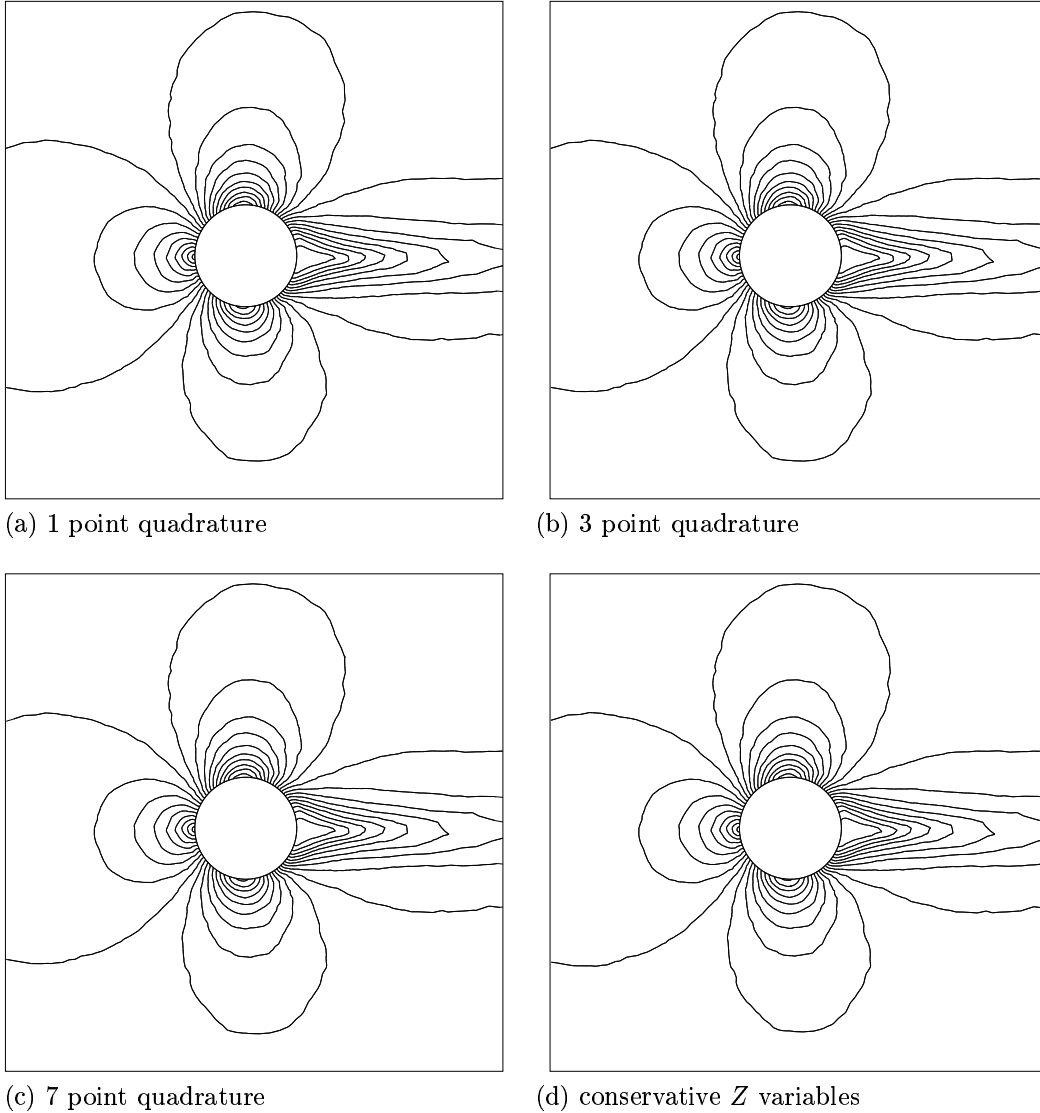 (a) 1 point quadrature
(b) 3 point quadrature
(c) 7 point quadrature
(d) conservative Z variables